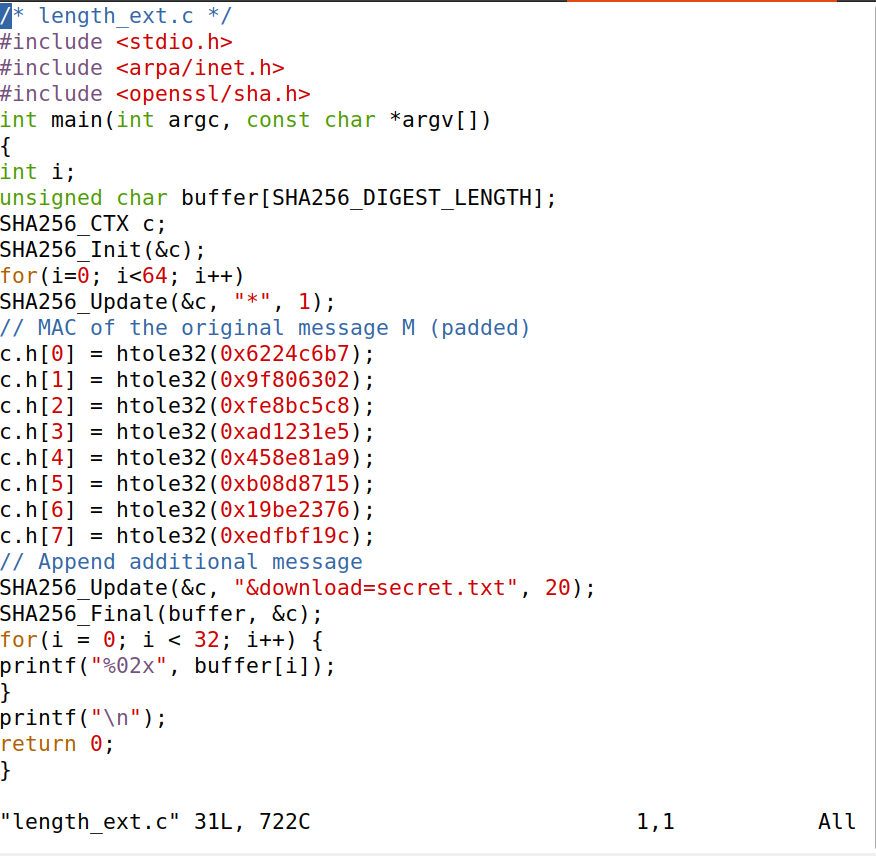 /* length_ext.c */
#include <stdio.h>
#include <arpa/inet.h>
#include <openssl/sha.h>
int main(int argc, const char *argv[])
{
int i;
unsigned char buffer[SHA256_DIGEST_LENGTH];
SHA256_CTX c;
SHA256_Init(&c);
for(i=0; i<64; i++)
SHA256_Update(&c, "*", 1);
// MAC of the original message M (padded)
c.h[0] = htole32(0x6224c6b7);
c.h[1] = htole32(0x9f806302);
c.h[2] = htole32(0xfe8bc5c8);
c.h[3] = htole32(0xad1231e5);
c.h[4] = htole32(0x458e81a9);
c.h[5] = htole32(0xb08d8715);
c.h[6] = htole32(0x19be2376);
c.h[7] = htole32(0xedfbf19c);
// Append additional message
SHA256_Update(&c, "&download=secret.txt", 20);
SHA256_Final(buffer, &c);
for(i = 0; i < 32; i++) {
printf("%02x", buffer[i]);
}
printf("\n");
return 0;
}
"length_ext.c" 31L, 722C 1,1 All